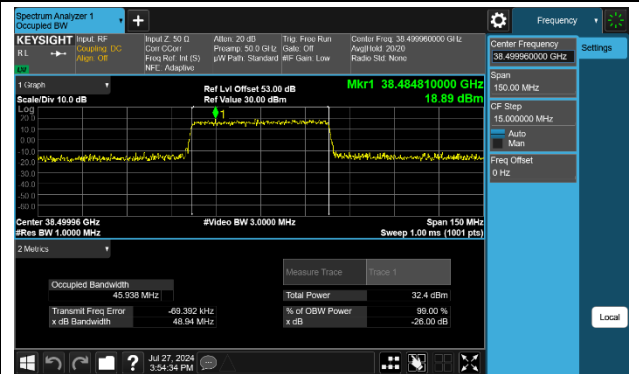 Spectrum Analyzer 1
Occupied BW
+
Frequency
KEYSIGHT Input: RF
RL
Coupling: DC
Align: Off
LNI
Input Z: 50 Ω
Corr CCorr
Freq Ref: Int (S)
NFE: Adaptive
Atten: 20 dB
Preamp: 50.0 GHz
µW Path: Standard
Trig: Free Run
Gate: Off
#IF Gain: Low
Center Freq: 38.499960000 GHz
Avg|Hold: 20/20
Radio Std: None
Center Frequency
38.499960000 GHz
Settings
Span
150.00 MHz
CF Step
15.000000 MHz
Auto
Man
Freq Offset
0 Hz
Local
1 Graph
Scale/Div 10.0 dB
Ref Lvl Offset 53.00 dB
Ref Value 30.00 dBm
Mkr1 38.484810000 GHz
18.89 dBm
Log
20.0
10.0
0.00
-10.0
-20.0
-30.0
-40.0
-50.0
-60.0
1
Center 38.49996 GHz
#Res BW 1.0000 MHz
#Video BW 3.0000 MHz
Span 150 MHz
Sweep 1.00 ms (1001 pts)
2 Metrics
Measure Trace
Trace 1
Occupied Bandwidth
45.938 MHz
Total Power
32.4 dBm
Transmit Freq Error
-69.392 kHz
% of OBW Power
99.00 %
x dB Bandwidth
48.94 MHz
x dB
-26.00 dB
?
Jul 27, 2024
3:54:34 PM